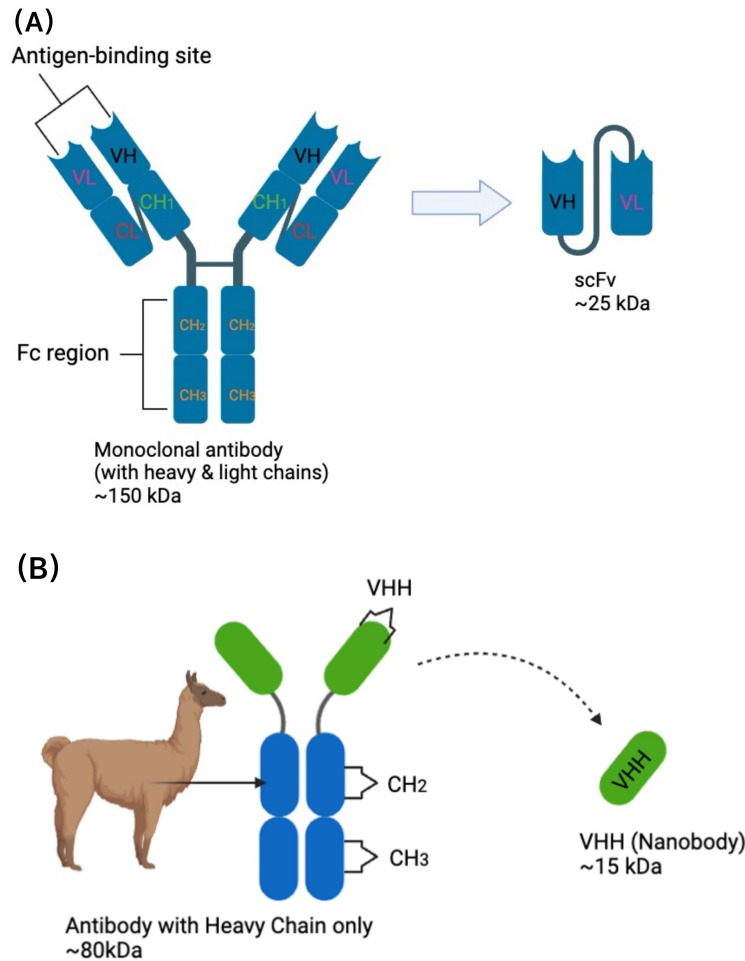 (A)
Antigen-binding site
VH
VH
VL
VL
CH1
CH1
CL
CL
VH
VL
scFv
~25 kDa
CH2
CH2
Fc region
CH3
CH3
Monoclonal antibody
(with heavy & light chains)
~150 kDa
(B)
VHH
CH2
VHH
CH3
VHH (Nanobody)
~15 kDa
Antibody with Heavy Chain only
~80kDa